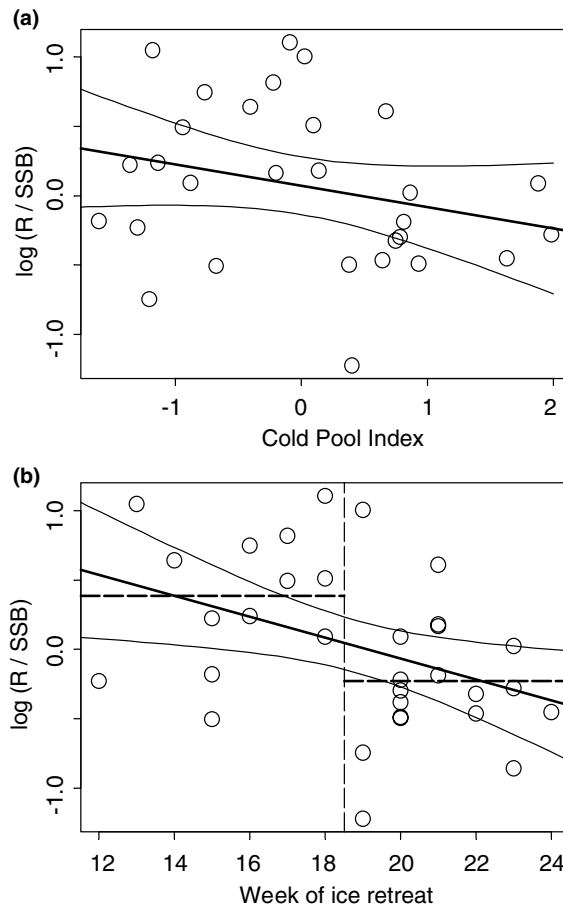 (a)
1.0
0.0
-1.0
log (R / SSB)
-1 0 1 2
Cold Pool Index
(b)
1.0
0.0
-1.0
log (R / SSB)
12 14 16 18 20 22 24
Week of ice retreat